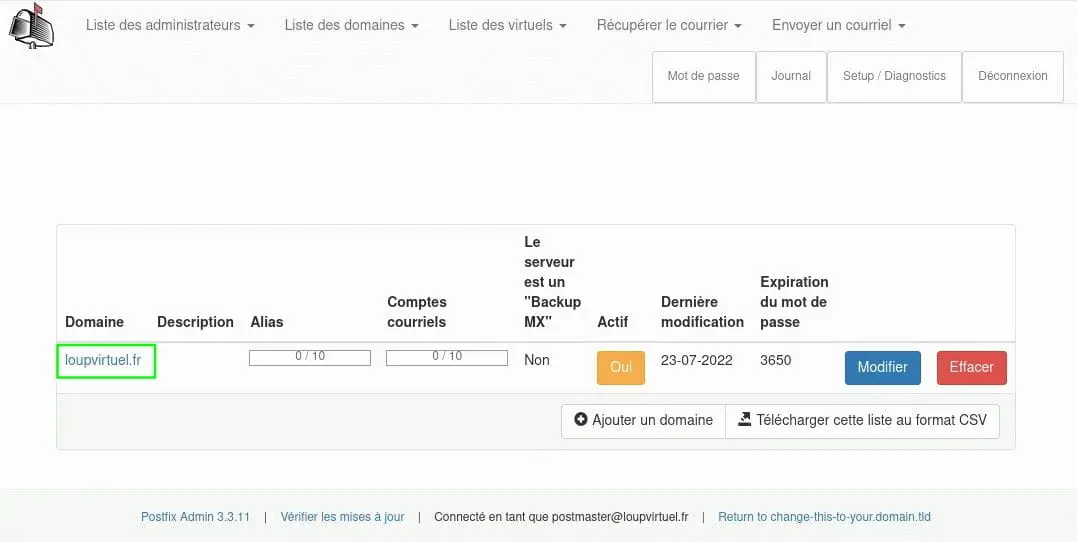 Liste des administrateurs Liste des domaines Liste des virtuels Récupérer le courrier Envoyer un courriel
Mot de passe Journal Setup / Diagnostics Déconnexion
Domaine Description Alias Comptes courriels Le serveur est un "Backup MX" Actif Dernière modification Expiration du mot de passe
loupvirtuel.fr 0 / 10 0 / 10 Non Oui 23-07-2022 3650 Modifier Effacer
Ajouter un domaine Télécharger cette liste au format CSV
Postfix Admin 3.3.11 | Vérifier les mises à jour | Connecté en tant que postmaster@loupvirtuel.fr | Return to change-this-to-your.domain.tld